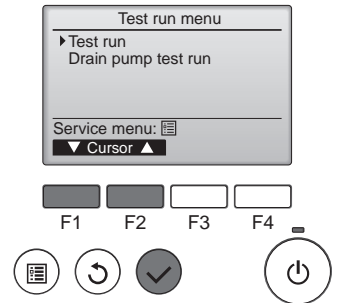 Test run menu
Test run
Drain pump test run
Service menu:
▼ Cursor ▲
F1 F2 F3 F4